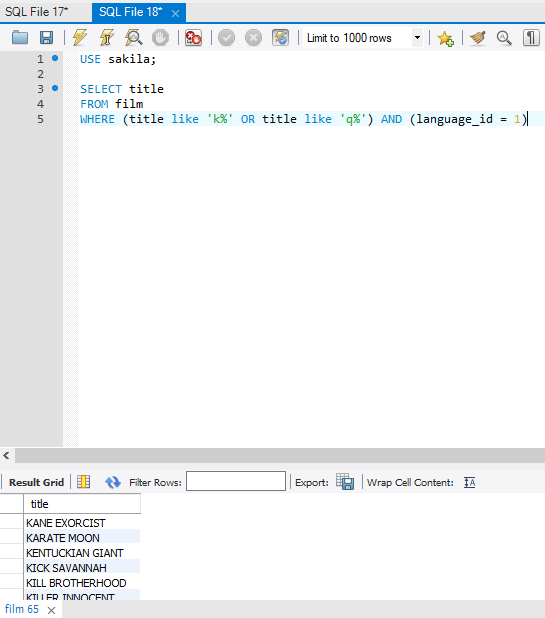 SQL File 17* SQL File 18*
Limit to 1000 rows
1 USE sakila;
2
3 SELECT title
4 FROM film
5 WHERE (title like 'k%' OR title like 'q%') AND (language_id = 1)
Result Grid Filter Rows: Export: Wrap Cell Content:
title
KANE EXORCIST
KARATE MOON
KENTUCKIAN GIANT
KICK SAVANNAH
KILL BROTHERHOOD
KILLER INNOCENT
film 65